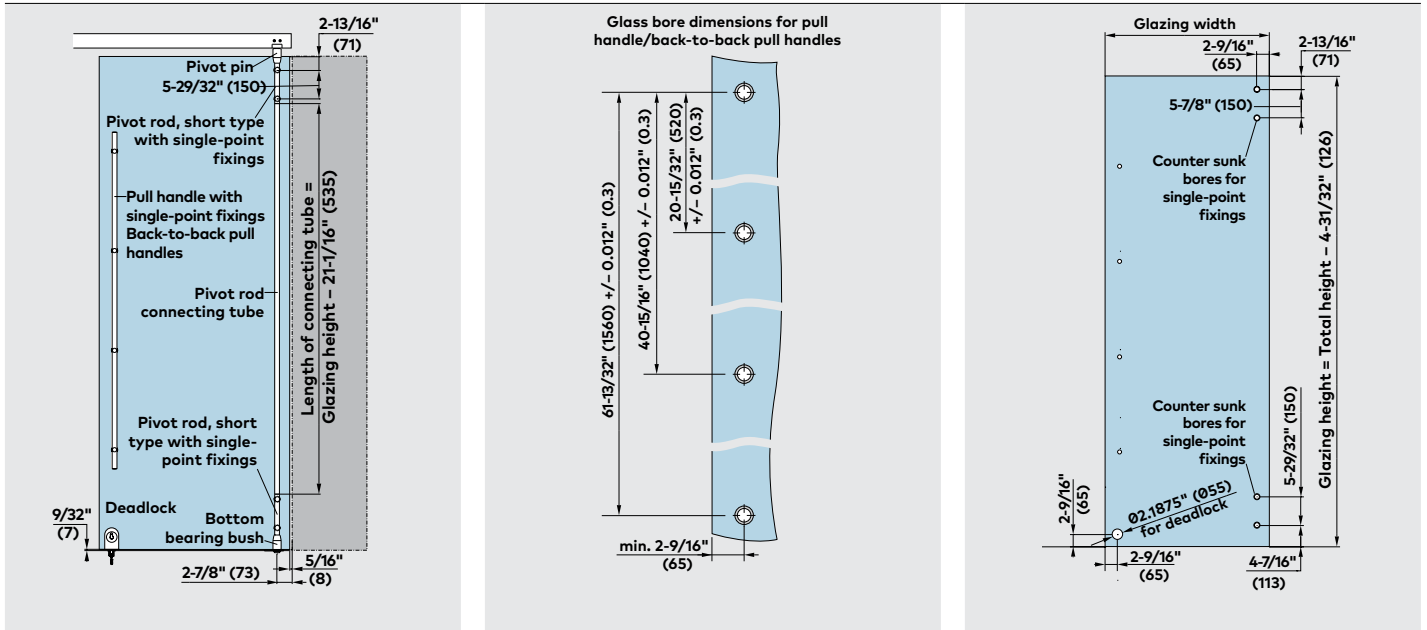 2-13/16"
(71)
Pivot pin
5-29/32" (150)
Pivot rod, short type
with single-point
fixings
Pull handle with
single-point fixings
Back-to-back pull
handles
Length of connecting tube =
Glazing height – 21-1/16" (535)
Pivot rod
connecting tube
Pivot rod, short
type with single-
point fixings
Deadlock
9/32"
(7)
Bottom
bearing bush
2-7/8" (73)
5/16"
(8)
Glass bore dimensions for pull
handle/back-to-back pull handles
61-13/32" (1560) +/– 0.012" (0.3)
40-15/16" (1040) +/– 0.012" (0.3)
20-15/32" (520)
+/– 0.012" (0.3)
min. 2-9/16"
(65)
Glazing width
2-9/16"
(65)
2-13/16"
(71)
5-7/8" (150)
Counter sunk
bores for
single-point
fixings
Glazing height = Total height – 4-31/32" (126)
Counter sunk
bores for
single-point
fixings
5-29/32" (150)
2-9/16"
(65)
Ø2.1875" (Ø55)
for deadlock
2-9/16"
(65)
4-7/16"
(113)